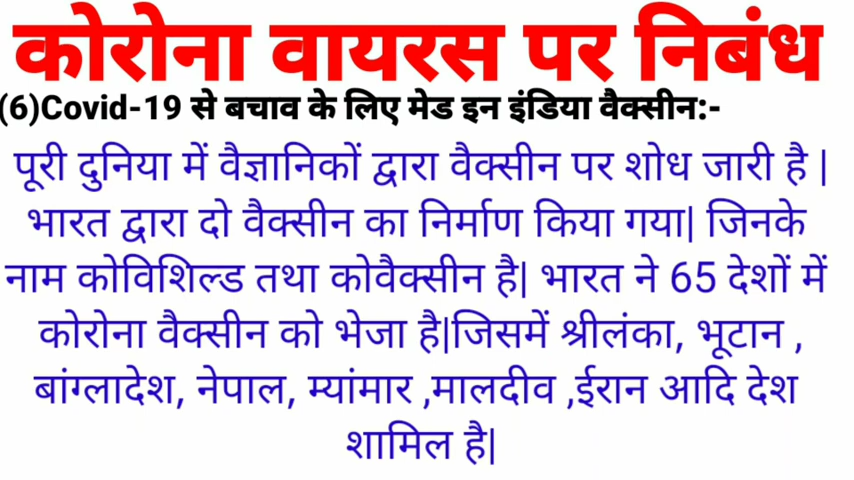 कोरोना वायरस पर निबंध
(6)Covid-19 से बचाव के लिए मेड इन इंडिया वैक्सीन:-
पूरी दुनिया में वैज्ञानिकों द्वारा वैक्सीन पर शोध जारी है |
भारत द्वारा दो वैक्सीन का निर्माण किया गया| जिनके
नाम कोविशिल्ड तथा कोवैक्सीन है| भारत ने 65 देशों में
कोरोना वैक्सीन को भेजा है|जिसमें श्रीलंका, भूटान ,
बांग्लादेश, नेपाल, म्यांमार ,मालदीव ,ईरान आदि देश
शामिल है|